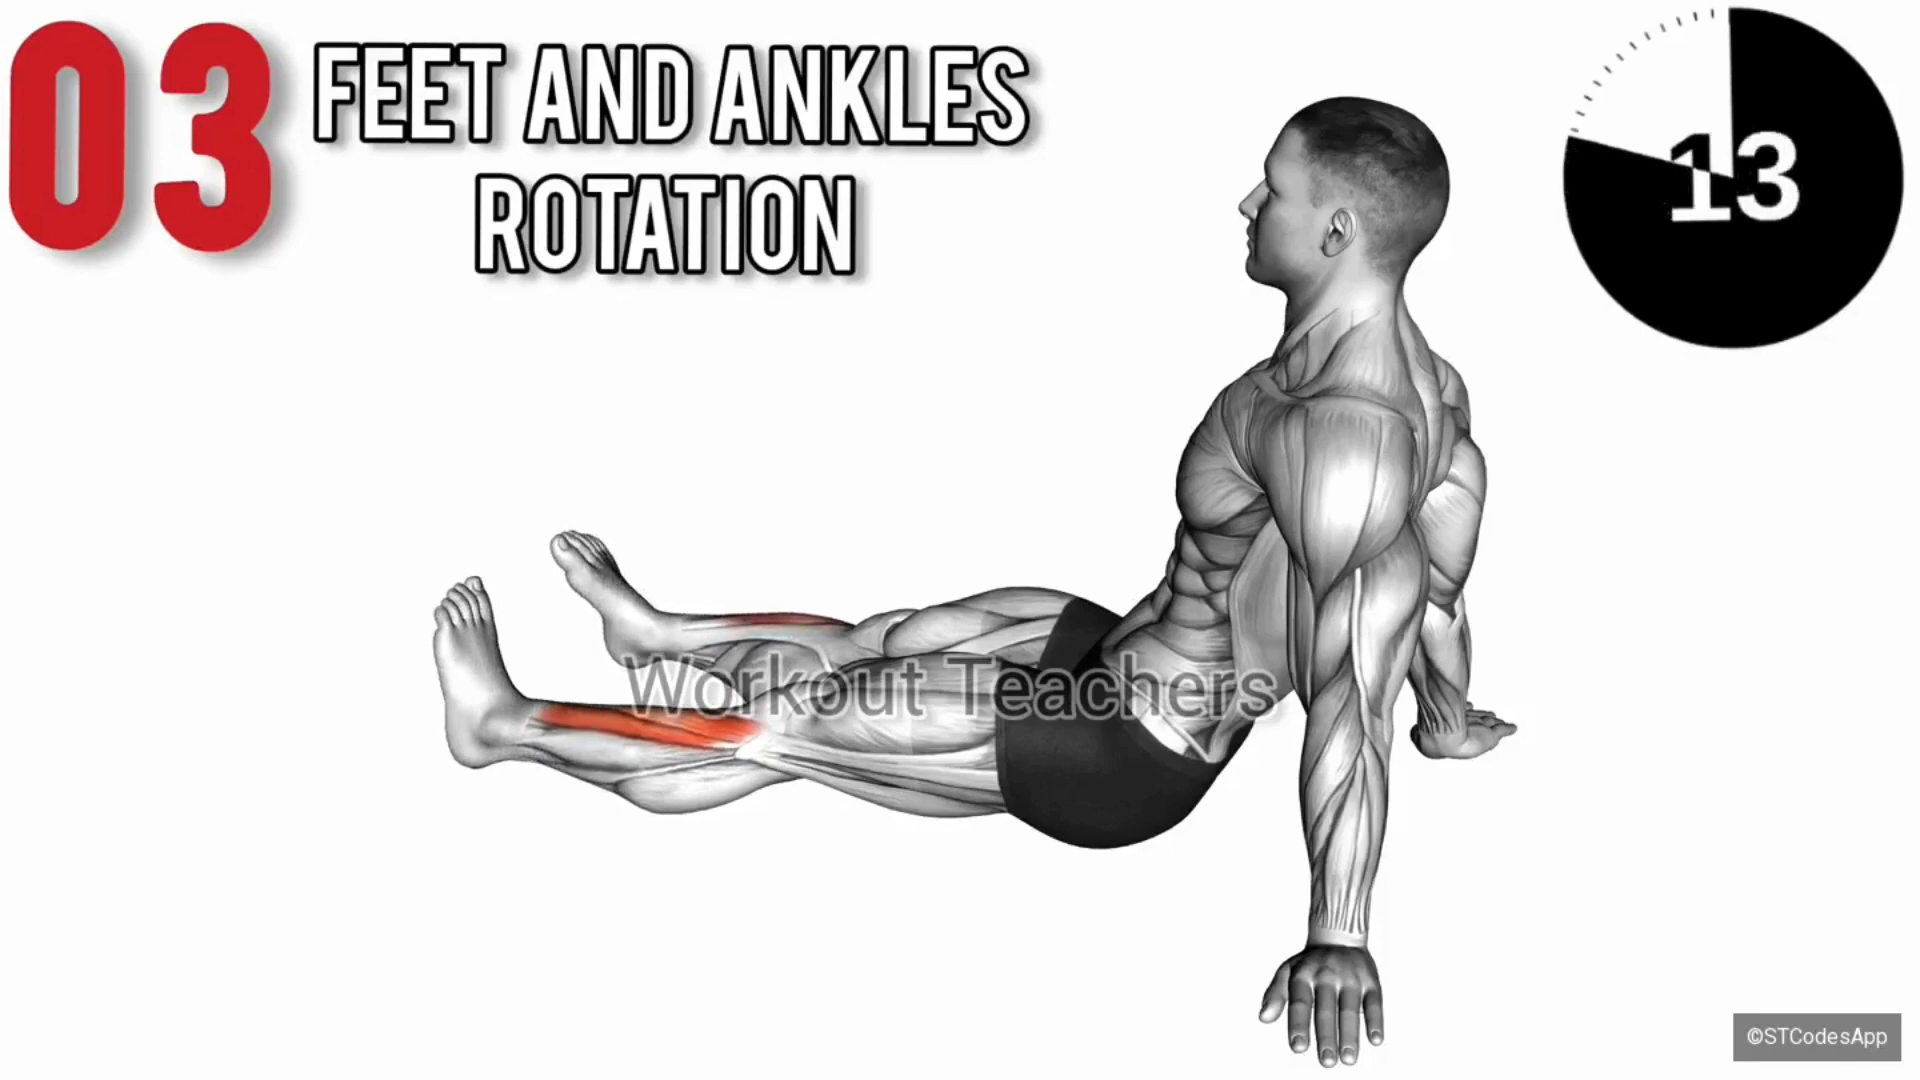 03
FEET AND ANKLES
ROTATION
13
Workout Teachers
©STCodesApp